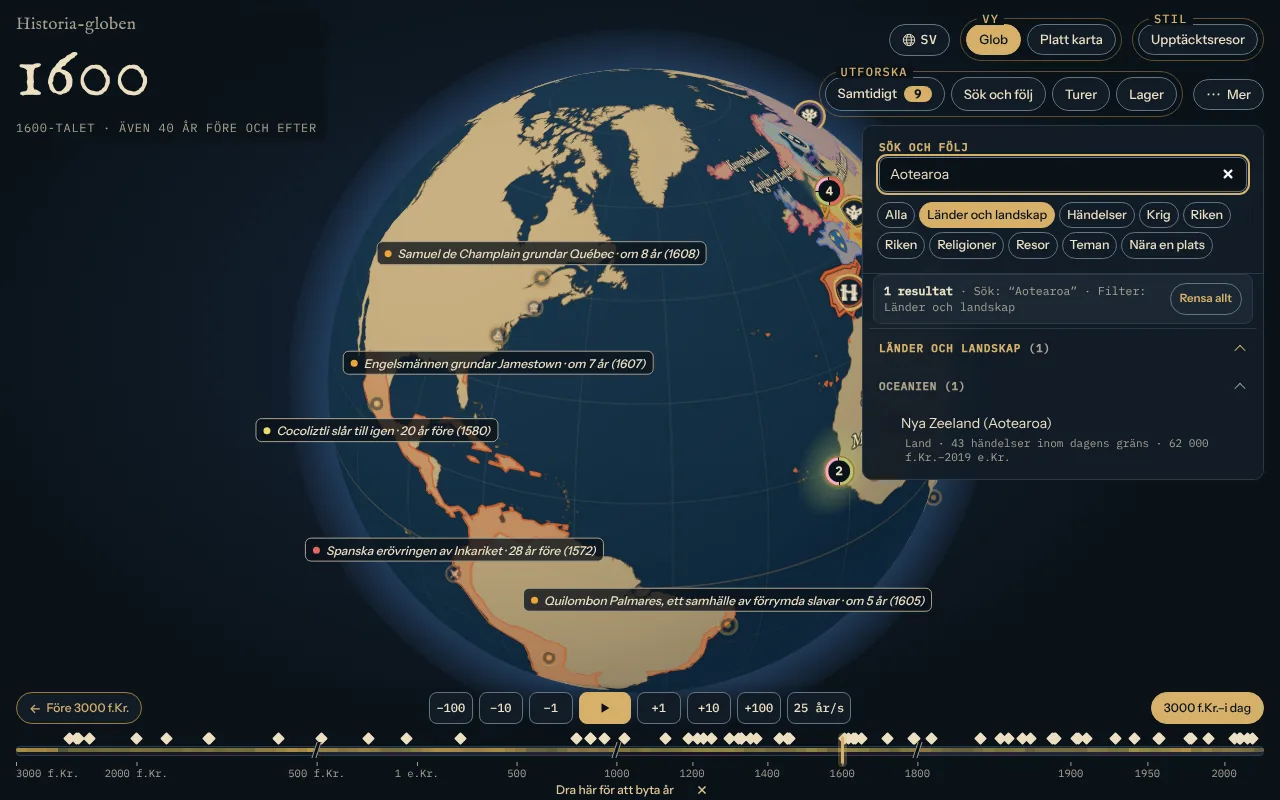 Historia-globen
1600
1600-TALET · ÄVEN 40 ÅR FÖRE OCH EFTER
SV
VY
Glob
Platt karta
STIL
Upptäcktsresor
UTFORSKA
Samtidigt 9
Sök och följ
Turer
Lager
··· Mer
SÖK OCH FÖLJ
Aotearoa
Alla
Länder och landskap
Händelser
Krig
Riken
Riken
Religioner
Resor
Teman
Nära en plats
1 resultat · Sök: “Aotearoa” · Filter:
Länder och landskap
Rensa allt
LÄNDER OCH LANDSKAP (1)
OCEANIEN (1)
Nya Zeeland (Aotearoa)
Land · 43 händelser inom dagens gräns · 62 000
f.Kr.–2019 e.Kr.
4
H
2
Samuel de Champlain grundar Québec · om 8 år (1608)
Engelsmännen grundar Jamestown · om 7 år (1607)
Cocoliztli slår till igen · 20 år före (1580)
Spanska erövringen av Inkariket · 28 år före (1572)
Quilombon Palmares, ett samhälle av förrymda slavar · om 5 år (1605)
← Före 3000 f.Kr.
−100
−10
−1
+1
+10
+100
25 år/s
3000 f.Kr.–i dag
3000 f.Kr.
2000 f.Kr.
500 f.Kr.
1 e.Kr.
500
1000
1200
1400
1600
1800
1900
1950
2000
Dra här för att byta år